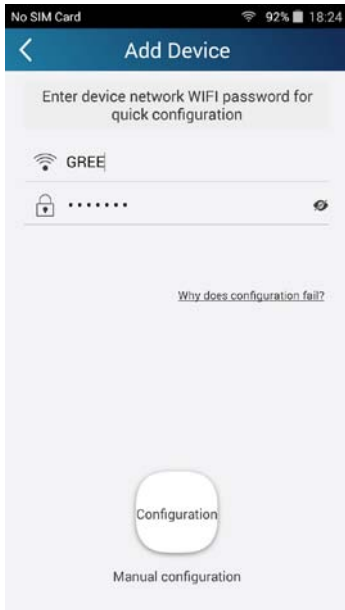 No SIM Card 92% 18:24
Add Device
Enter device network WIFI password for
quick configuration
GREE
•••••••
Why does configuration fail?
Configuration
Manual configuration